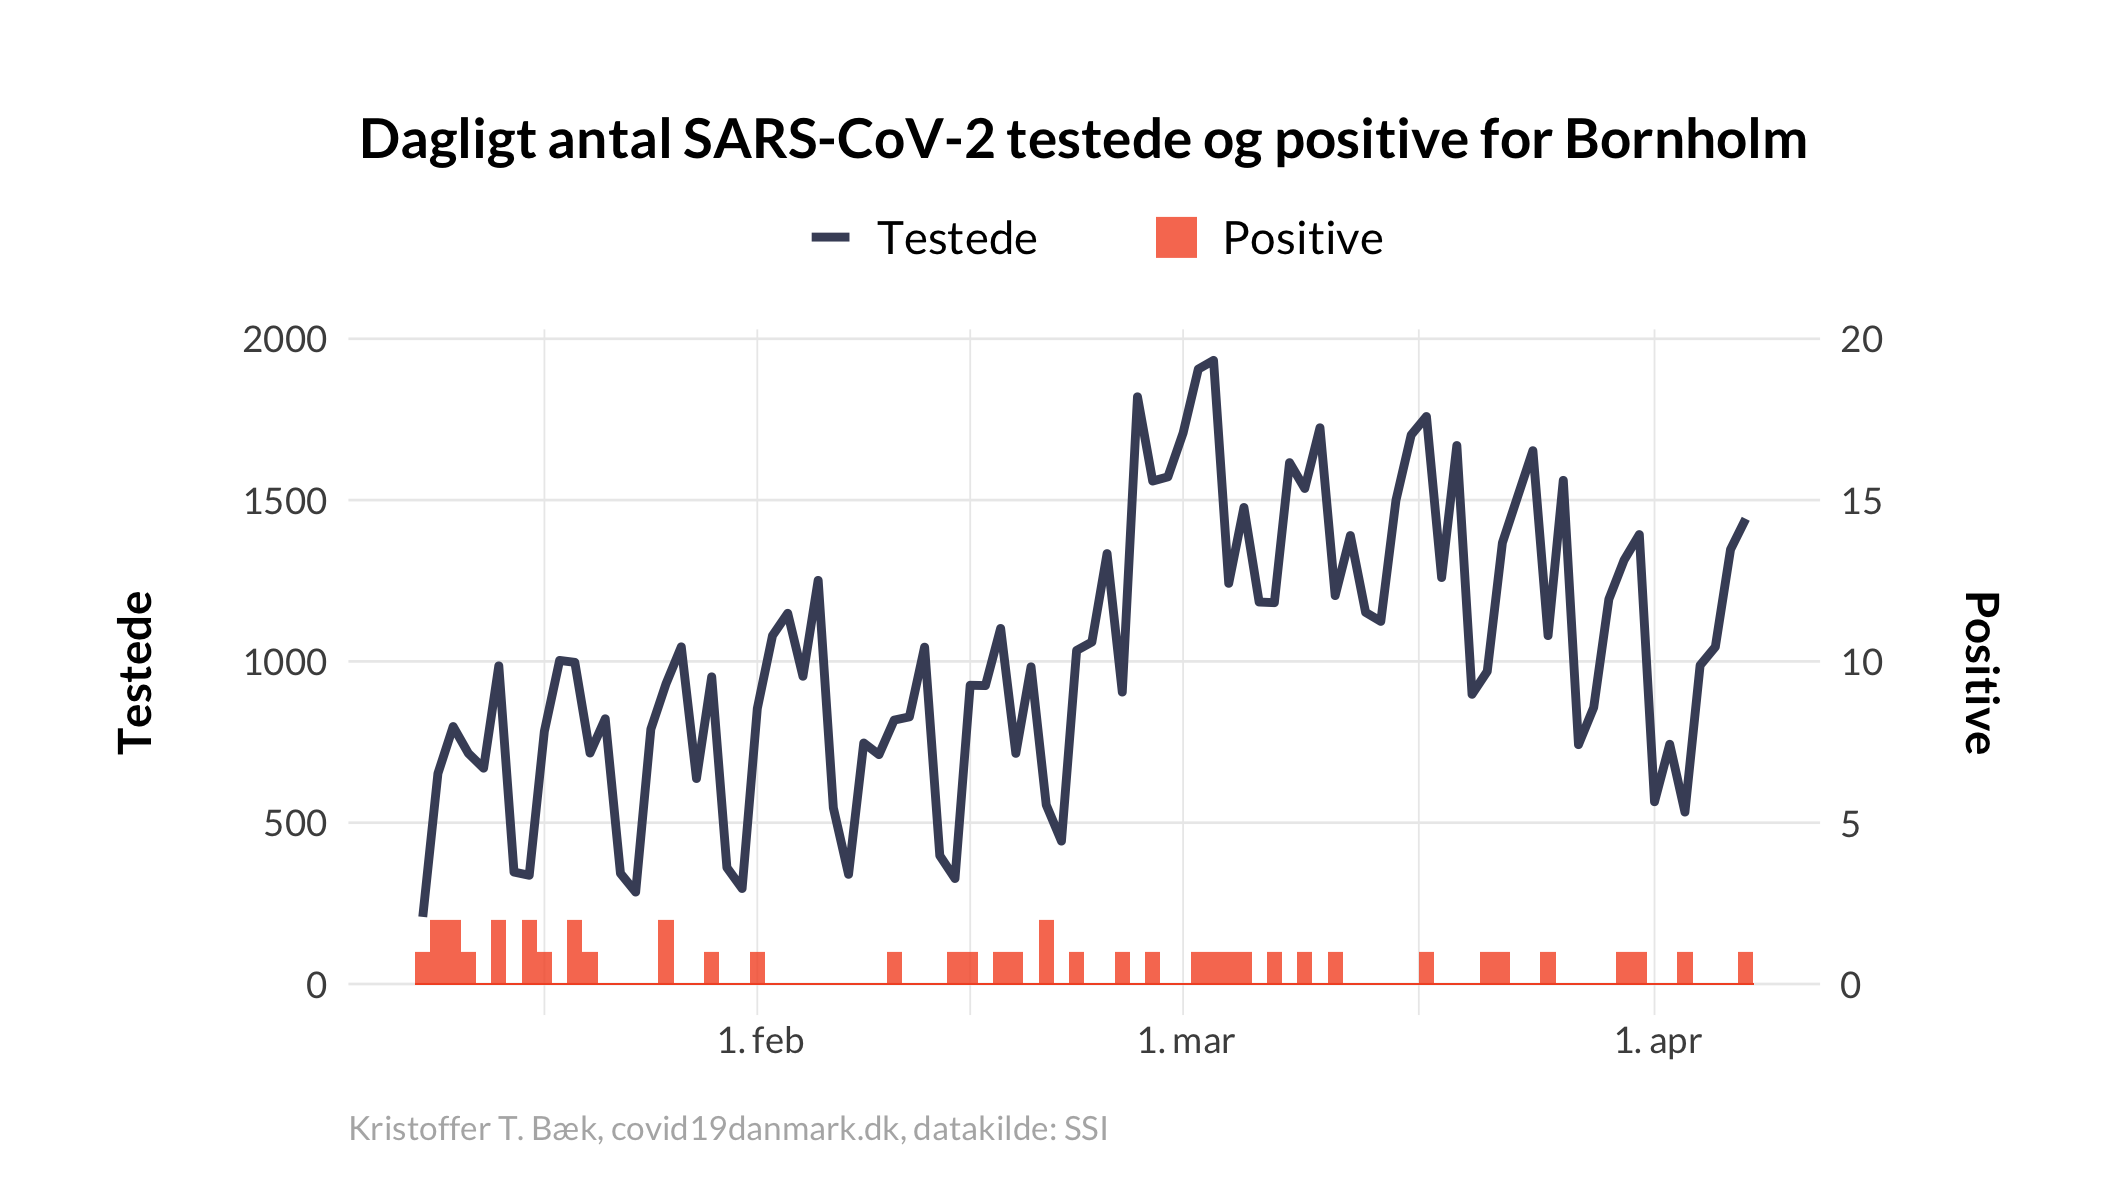 Dagligt antal SARS-CoV-2 testede og positive for Bornholm
Testede Positive
2000 20
1500 15
1000 10
500 5
0 0
Testede
Positive
1. feb 1. mar 1. apr
Kristoffer T. Bæk, covid19danmark.dk, datakilde: SSI